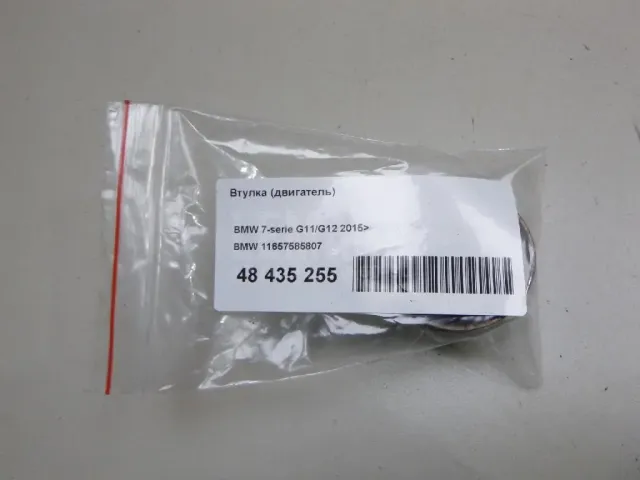 Втулка (двигатель)
BMW 7-serie G11/G12 2015>
BMW 11657585807
48 435 255